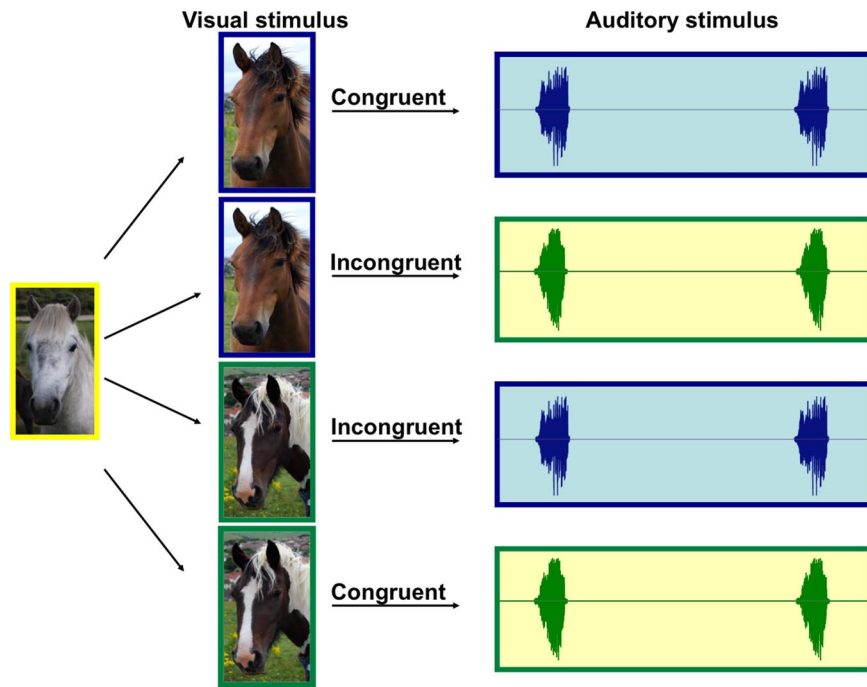 Visual stimulus
Auditory stimulus
Congruent
Incongruent
Incongruent
Congruent